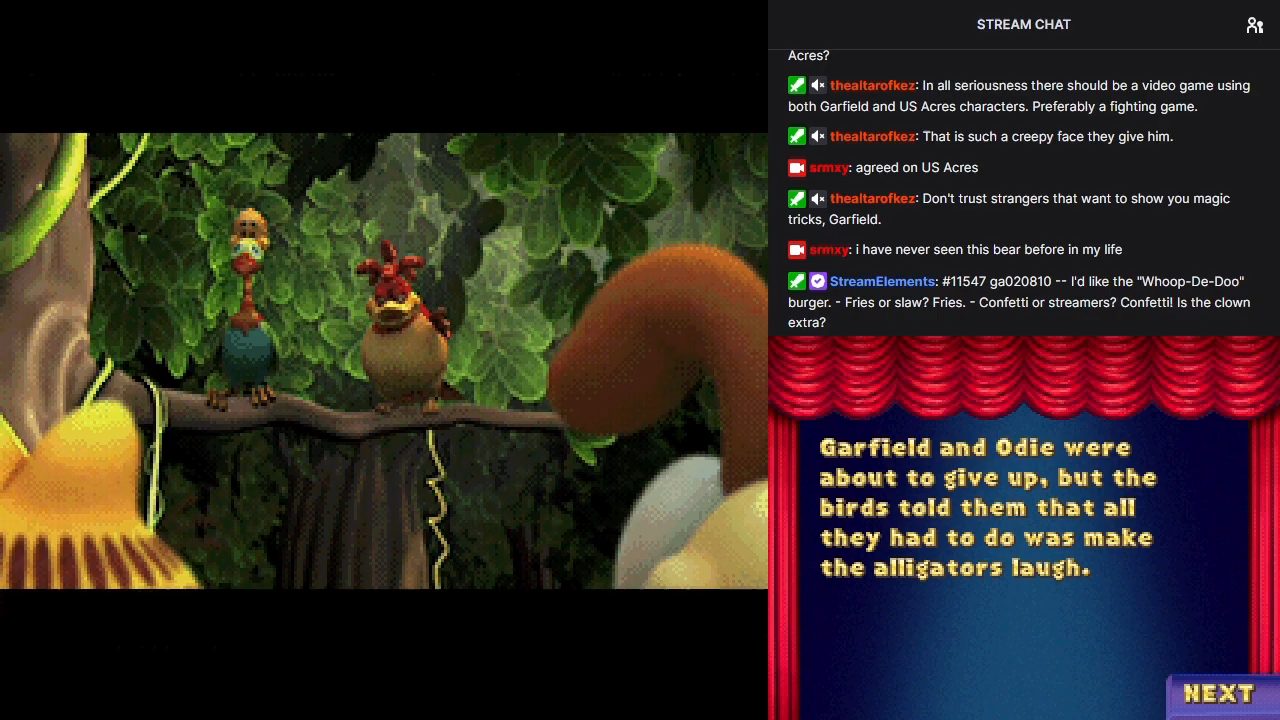 STREAM CHAT
Acres?
thealtarofkez: In all seriousness there should be a video game using
both Garfield and US Acres characters. Preferably a fighting game.
thealtarofkez: That is such a creepy face they give him.
srmxy: agreed on US Acres
thealtarofkez: Don't trust strangers that want to show you magic
tricks, Garfield.
srmxy: i have never seen this bear before in my life
StreamElements: #11547 ga020810 -- I'd like the "Whoop-De-Doo"
burger. - Fries or slaw? Fries. - Confetti or streamers? Confetti! Is the clown
extra?
Garfield and Odie were
about to give up, but the
birds told them that all
they had to do was make
the alligators laugh.
NEXT